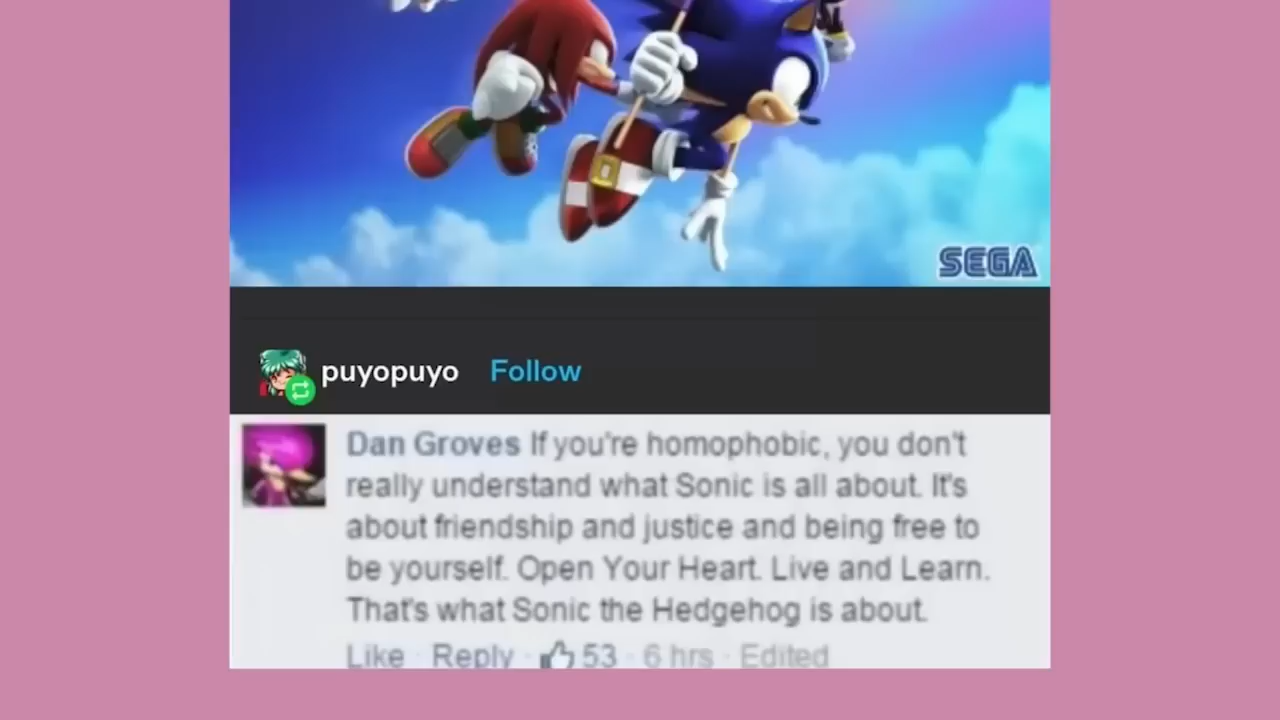 SEGA
puyopuyo Follow
Dan Groves If you're homophobic, you don't
really understand what Sonic is all about. It's
about friendship and justice and being free to
be yourself. Open Your Heart. Live and Learn.
That's what Sonic the Hedgehog is about.
Like · Reply · 53 · 6 hrs · Edited